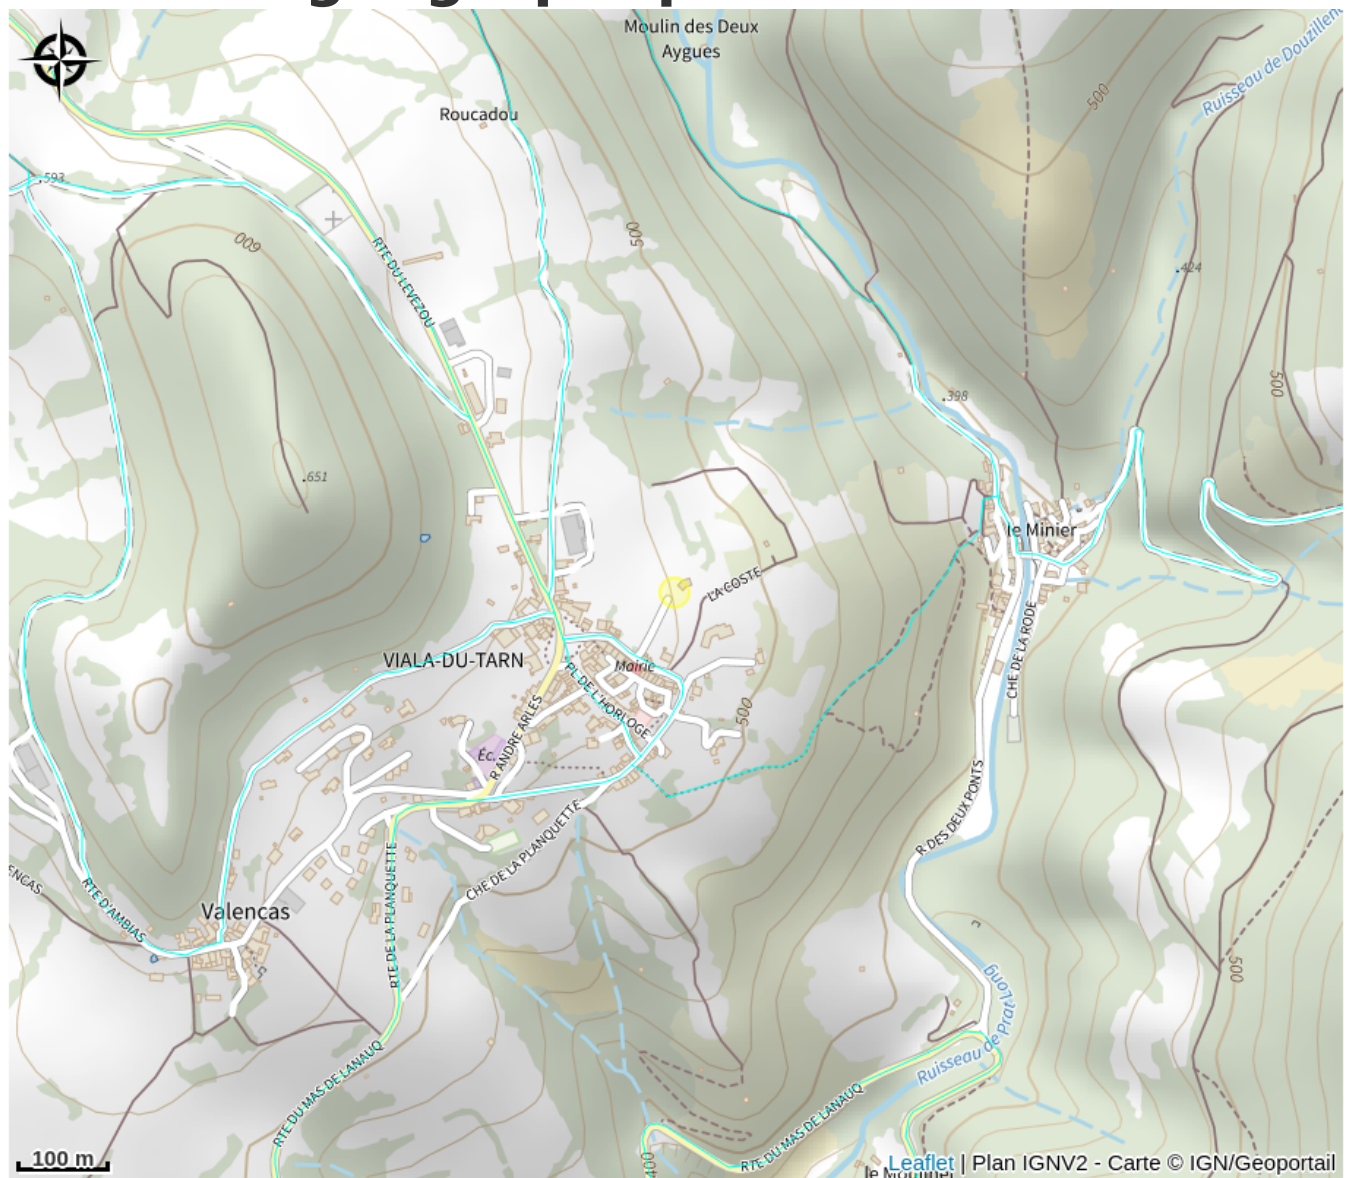 Moulin des Deux
Aygues
Ruisseau de Douzillenc
500
Roucadou
.593
600
500
RTE DU LEVEZOU
.424
500
.398
.651
le Minier
LA COSTE
VIALA-DU-TARN
Mairie
PL DE L'HORLOGE
CHE DE LA RODE
500
R ANDRE ARLES
Éc.
R DES DEUX PONTS
CHE DE LA PLANQUETTE
RTE DE LA PLANQUETTE
ENCAS
RTE D'AMBIAS
Valencas
500
Ruisseau de Prat Long
RTE DU MAS DE LANAUQ
RTE DU MAS DE LANAUQ
400
100 m
Leaflet | Plan IGNV2 - Carte © IGN/Geoportail